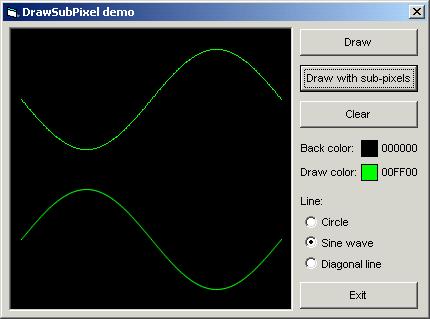 DrawSubPixel demo
Draw
Draw with sub-pixels
Clear
Back color: 000000
Draw color: 00FF00
Line:
Circle
Sine wave
Diagonal line
Exit